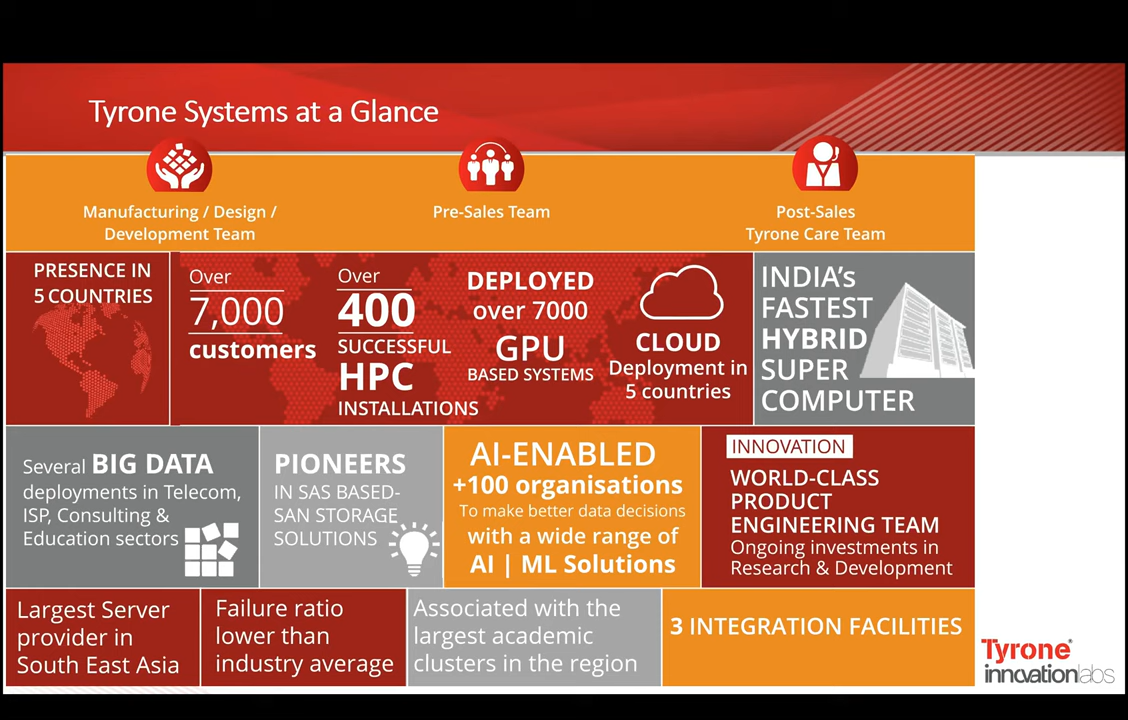 Tyrone Systems at a Glance
Manufacturing / Design /
Development Team
Pre-Sales Team
Post-Sales
Tyrone Care Team
PRESENCE IN
5 COUNTRIES
Over
7,000
customers
Over
400
SUCCESSFUL
HPC
INSTALLATIONS
DEPLOYED
over 7000
GPU
BASED SYSTEMS
CLOUD
Deployment in
5 countries
INDIA's
FASTEST
HYBRID
SUPER
COMPUTER
Several BIG DATA
deployments in Telecom,
ISP, Consulting &
Education sectors
PIONEERS
IN SAS BASED-
SAN STORAGE
SOLUTIONS
AI-ENABLED
+100 organisations
To make better data decisions
with a wide range of
AI | ML Solutions
INNOVATION
WORLD-CLASS
PRODUCT
ENGINEERING TEAM
Ongoing investments in
Research & Development
Largest Server
provider in
South East Asia
Failure ratio
lower than
industry average
Associated with the
largest academic
clusters in the region
3 INTEGRATION FACILITIES
Tyrone®
innovationlabs